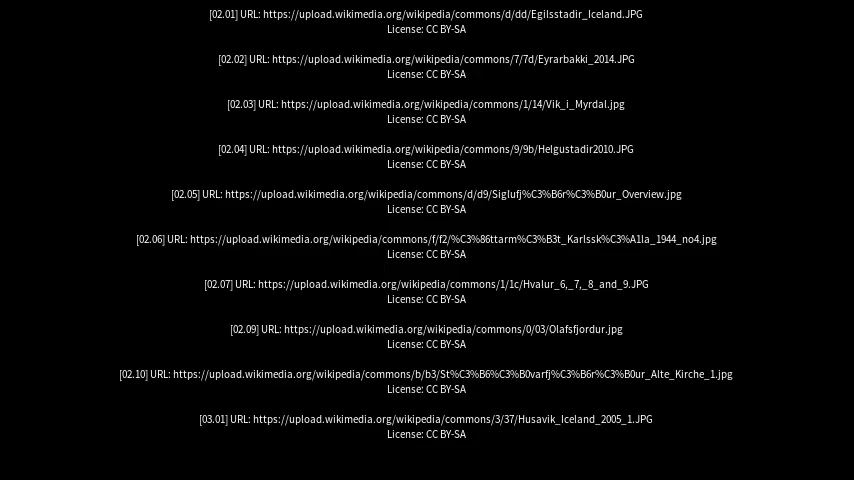 [02.01] URL: https://upload.wikimedia.org/wikipedia/commons/d/dd/Egilsstadir_Iceland.JPG
License: CC BY-SA
[02.02] URL: https://upload.wikimedia.org/wikipedia/commons/7/7d/Eyrarbakki_2014.JPG
License: CC BY-SA
[02.03] URL: https://upload.wikimedia.org/wikipedia/commons/1/14/Vik_i_Myrdal.jpg
License: CC BY-SA
[02.04] URL: https://upload.wikimedia.org/wikipedia/commons/9/9b/Helgustadir2010.JPG
License: CC BY-SA
[02.05] URL: https://upload.wikimedia.org/wikipedia/commons/d/d9/Siglufj%C3%B6r%C3%B0ur_Overview.jpg
License: CC BY-SA
[02.06] URL: https://upload.wikimedia.org/wikipedia/commons/f/f2/%C3%86ttarm%C3%B3t_Karlssk%C3%A1la_1944_no4.jpg
License: CC BY-SA
[02.07] URL: https://upload.wikimedia.org/wikipedia/commons/1/1c/Hvalur_6,_7,_8_and_9.JPG
License: CC BY-SA
[02.09] URL: https://upload.wikimedia.org/wikipedia/commons/0/03/Olafsfjordur.jpg
License: CC BY-SA
[02.10] URL: https://upload.wikimedia.org/wikipedia/commons/b/b3/St%C3%B6%C3%B0varfj%C3%B6r%C3%B0ur_Alte_Kirche_1.jpg
License: CC BY-SA
[03.01] URL: https://upload.wikimedia.org/wikipedia/commons/3/37/Husavik_Iceland_2005_1.JPG
License: CC BY-SA